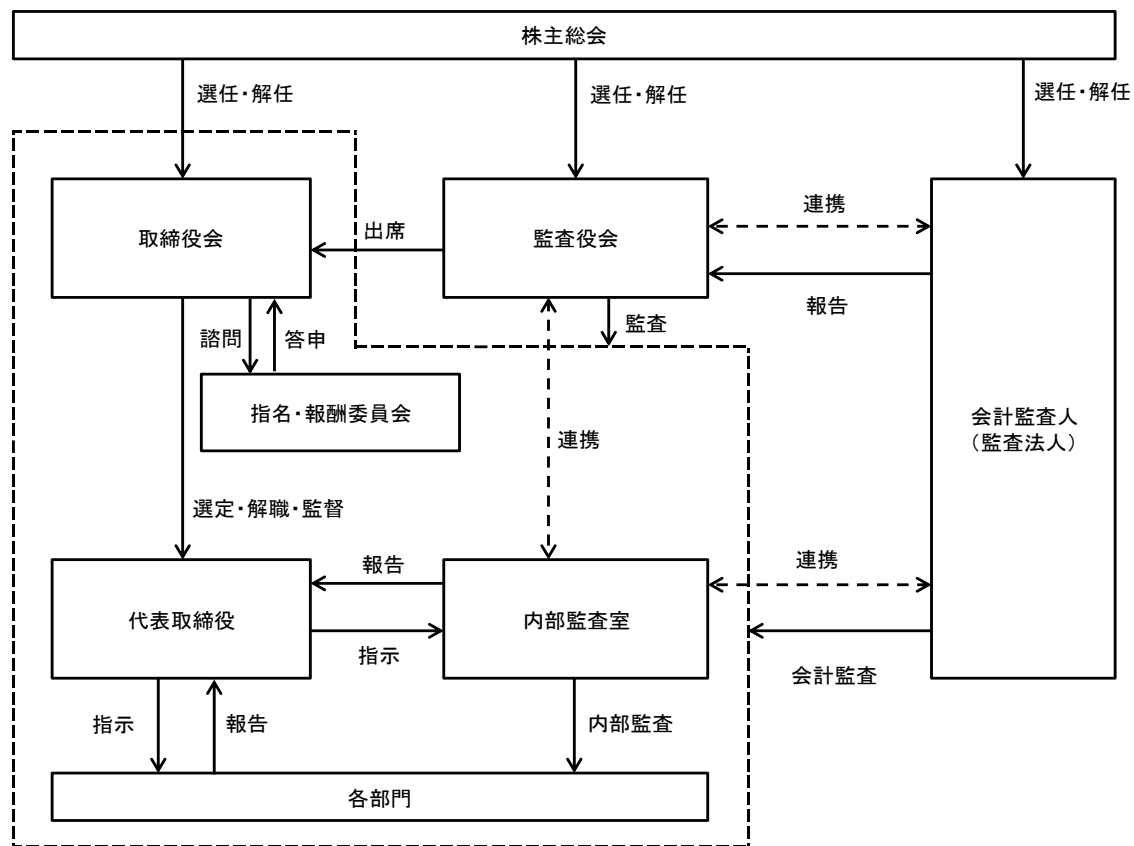 株主総会
選任・解任
選任・解任
選任・解任
取締役会
出席
監査役会
連携
報告
諮問
答申
監査
指名・報酬委員会
連携
会計監査人
（監査法人）
選定・解職・監督
代表取締役
報告
指示
内部監査室
連携
会計監査
指示
報告
内部監査
各部門